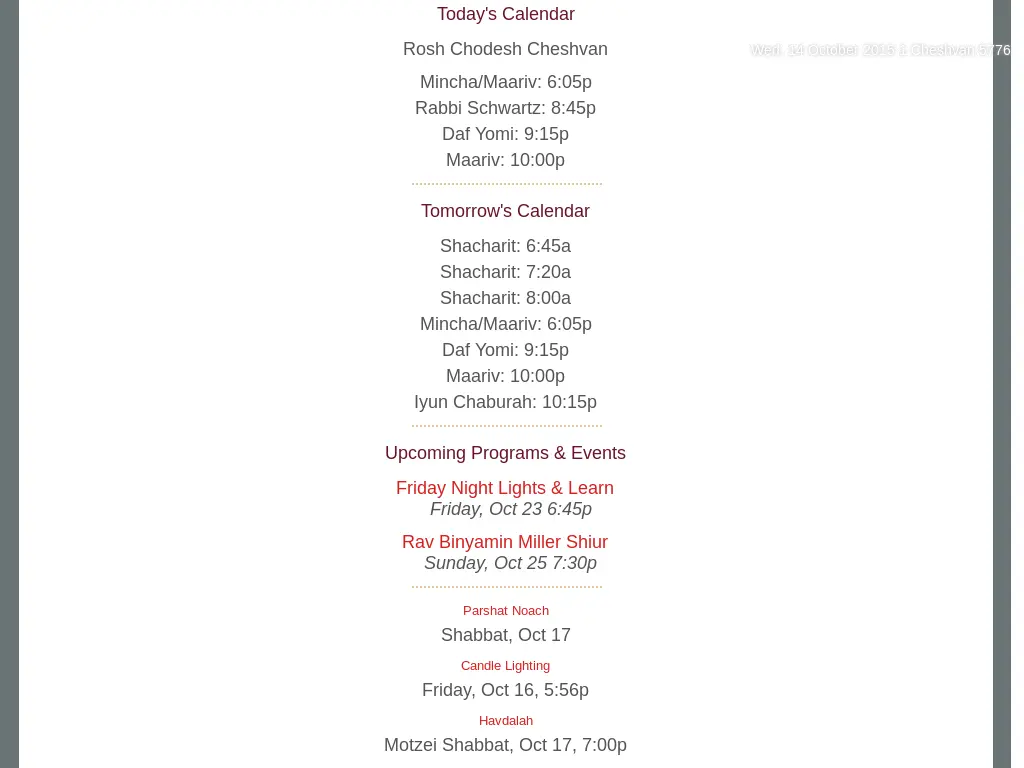 Today's Calendar
Rosh Chodesh Cheshvan
Wed, 14 October 2015 1 Cheshvan 5776
Mincha/Maariv: 6:05p
Rabbi Schwartz: 8:45p
Daf Yomi: 9:15p
Maariv: 10:00p
Tomorrow's Calendar
Shacharit: 6:45a
Shacharit: 7:20a
Shacharit: 8:00a
Mincha/Maariv: 6:05p
Daf Yomi: 9:15p
Maariv: 10:00p
Iyun Chaburah: 10:15p
Upcoming Programs & Events
Friday Night Lights & Learn
Friday, Oct 23 6:45p
Rav Binyamin Miller Shiur
Sunday, Oct 25 7:30p
Parshat Noach
Shabbat, Oct 17
Candle Lighting
Friday, Oct 16, 5:56p
Havdalah
Motzei Shabbat, Oct 17, 7:00p